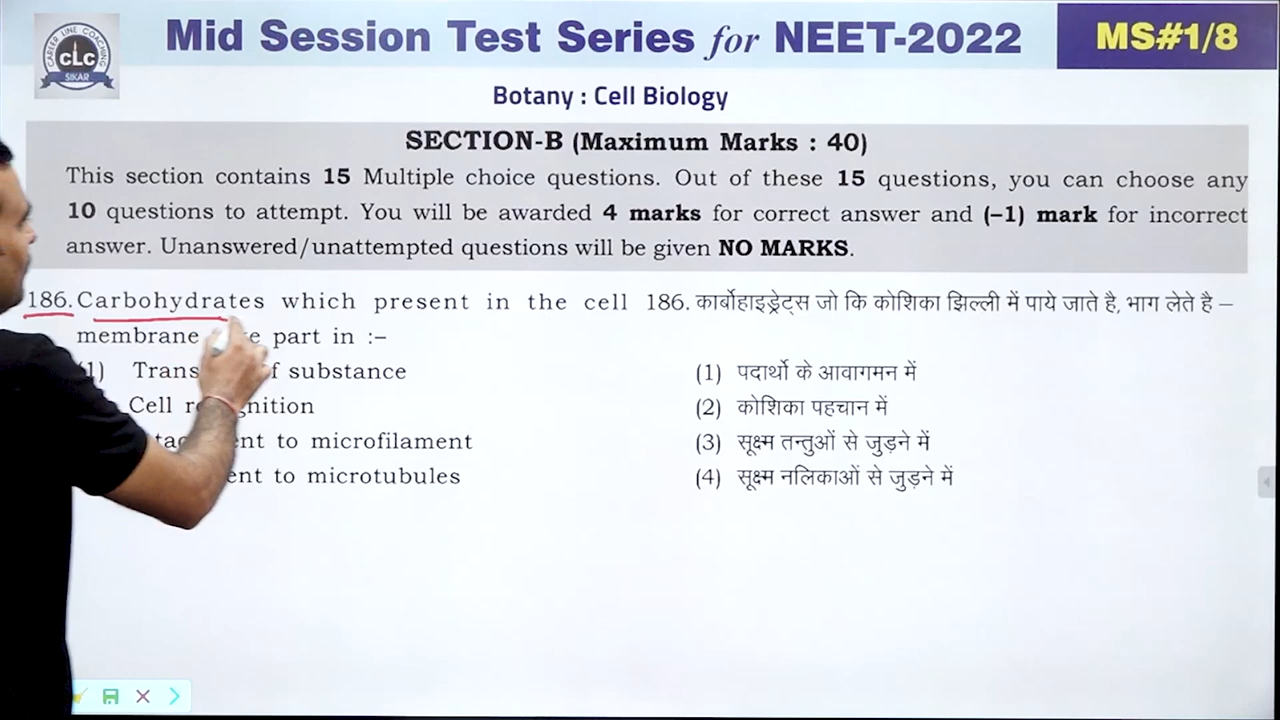 Mid Session Test Series for NEET-2022
MS#1/8
CAREER LINE COACHING
CLC
SIKAR
Botany : Cell Biology
SECTION-B (Maximum Marks : 40)
This section contains 15 Multiple choice questions. Out of these 15 questions, you can choose any
10 questions to attempt. You will be awarded 4 marks for correct answer and (–1) mark for incorrect
answer. Unanswered/unattempted questions will be given NO MARKS.
186. Carbohydrates which present in the cell
membrane part in :–
1) of substance
Cell
to microfilament
to microtubules
186. कार्बोहाइड्रेट्स जो कि कोशिका झिल्ली में पाये जाते है, भाग लेते है –
(1) पदार्थो के आवागमन में
(2) कोशिका पहचान में
(3) सूक्ष्म तन्तुओं से जुड़ने में
(4) सूक्ष्म नलिकाओं से जुड़ने में